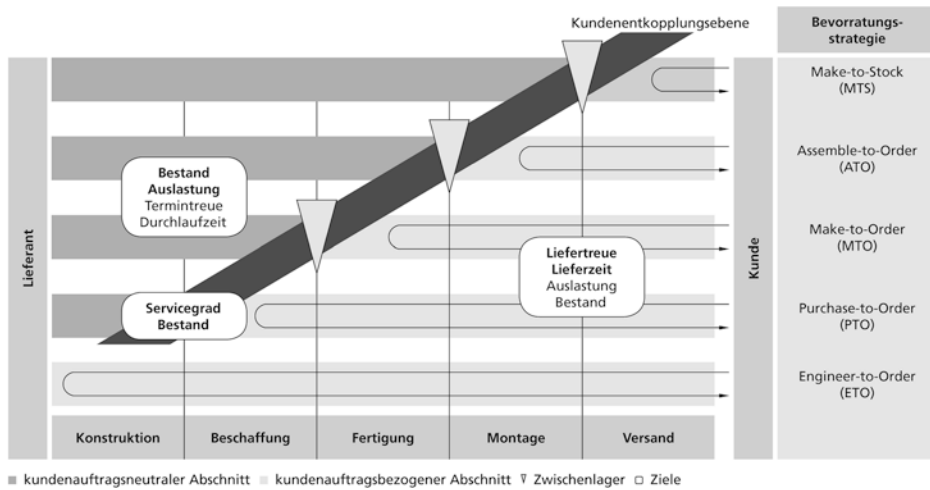 Kundenentkopplungsebene
Bevorratungs-
strategie
Lieferant
Kunde
Make-to-Stock
(MTS)
Assemble-to-Order
(ATO)
Make-to-Order
(MTO)
Purchase-to-Order
(PTO)
Engineer-to-Order
(ETO)
Bestand
Auslastung
Termintreue
Durchlaufzeit
Liefertreue
Lieferzeit
Auslastung
Bestand
Servicegrad
Bestand
Konstruktion
Beschaffung
Fertigung
Montage
Versand
kundenauftragsneutraler Abschnitt
kundenauftragsbezogener Abschnitt
Zwischenlager
Ziele